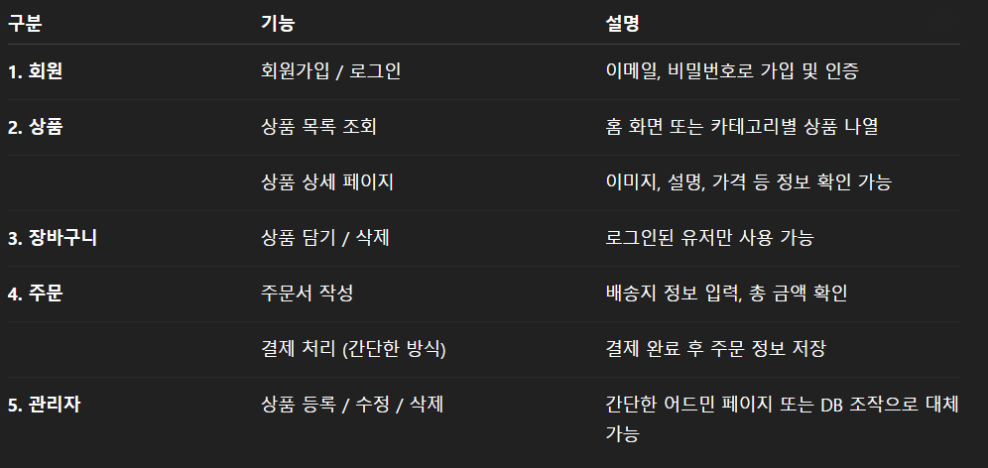 구분 기능 설명
1. 회원 회원가입 / 로그인 이메일, 비밀번호로 가입 및 인증
2. 상품 상품 목록 조회 홈 화면 또는 카테고리별 상품 나열
상품 상세 페이지 이미지, 설명, 가격 등 정보 확인 가능
3. 장바구니 상품 담기 / 삭제 로그인된 유저만 사용 가능
4. 주문 주문서 작성 배송지 정보 입력, 총 금액 확인
결제 처리 (간단한 방식) 결제 완료 후 주문 정보 저장
5. 관리자 상품 등록 / 수정 / 삭제 간단한 어드민 페이지 또는 DB 조작으로 대체
가능